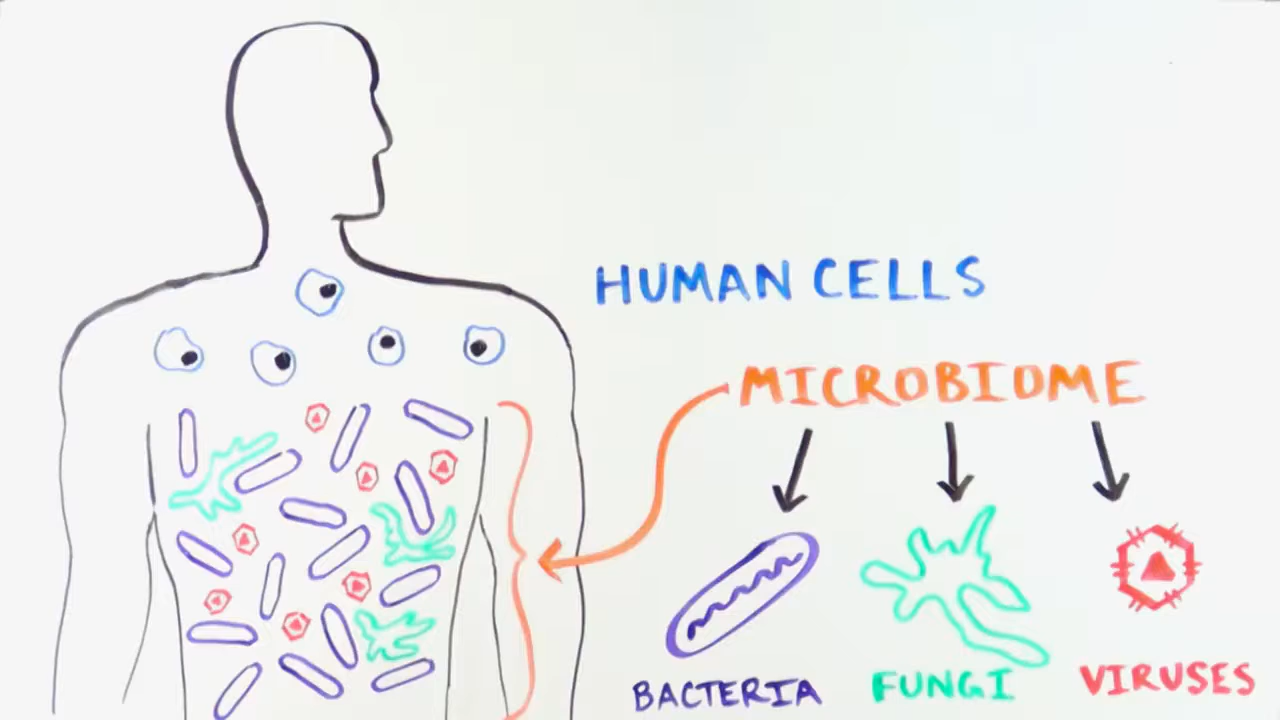 HUMAN CELLS
MICROBIOME
BACTERIA
FUNGI
VIRUSES